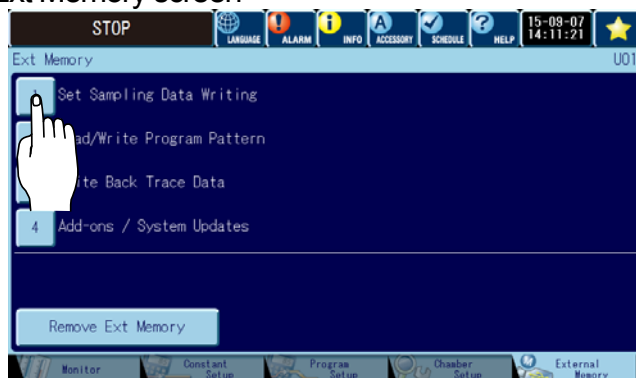 Ext Memory screen
STOP
LANGUAGE
ALARM
INFO
ACCESSORY
SCHEDULE
HELP
15-09-07
14:11:21
Ext Memory
U01
1 Set Sampling Data Writing
ad/Write Program Pattern
ite Back Trace Data
4 Add-ons / System Updates
Remove Ext Memory
Monitor
Constant
Setup
Program
Setup
Chamber
Setup
External
Memory